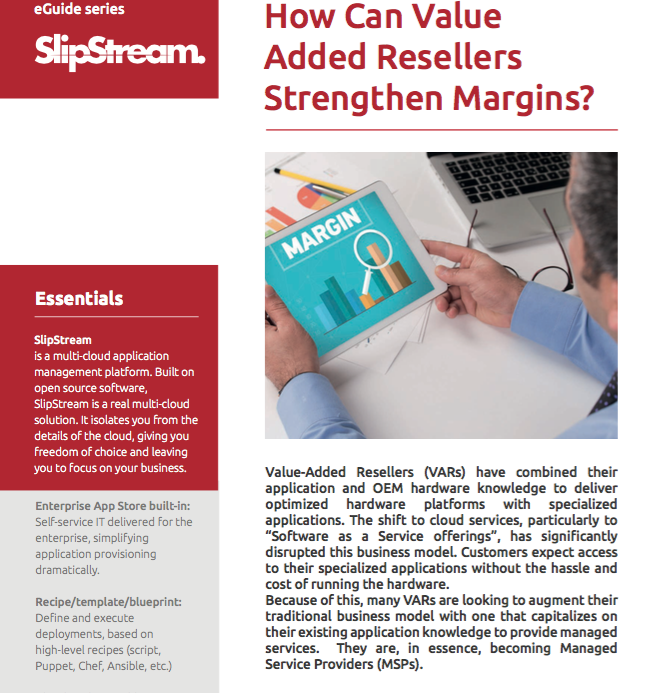 eGuide series
SlipStream.
How Can Value
Added Resellers
Strengthen Margins?
MARGIN
Essentials
SlipStream
is a multi-cloud application
management platform. Built on
open source software,
SlipStream is a real multi-cloud
solution. It isolates you from the
details of the cloud, giving you
freedom of choice and leaving
you to focus on your business.
Enterprise App Store built-in:
Self-service IT delivered for the
enterprise, simplifying
application provisioning
dramatically.
Recipe/template/blueprint:
Define and execute
deployments, based on
high-level recipes (script,
Puppet, Chef, Ansible, etc.)
Value-Added Resellers (VARs) have combined their
application and OEM hardware knowledge to deliver
optimized hardware platforms with specialized
applications. The shift to cloud services, particularly to
“Software as a Service offerings”, has significantly
disrupted this business model. Customers expect access
to their specialized applications without the hassle and
cost of running the hardware.
Because of this, many VARs are looking to augment their
traditional business model with one that capitalizes on
their existing application knowledge to provide managed
services. They are, in essence, becoming Managed
Service Providers (MSPs).